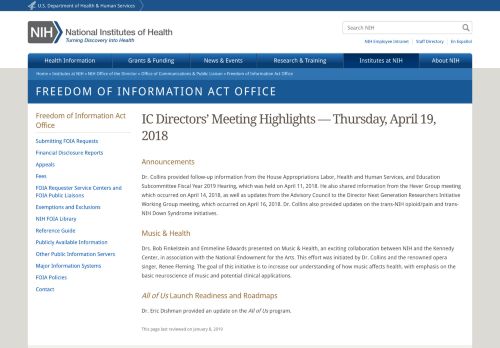 U.S. Department of Health & Human Services
NIH National Institutes of Health
Turning Discovery Into Health
Search NIH
NIH Employee Intranet | Staff Directory | En Español
Health Information
Grants & Funding
News & Events
Research & Training
Institutes at NIH
About NIH
Home » Institutes at NIH » NIH Office of the Director » Office of Communications & Public Liaison » Freedom of Information Act Office
FREEDOM OF INFORMATION ACT OFFICE
Freedom of Information Act
Office
Submitting FOIA Requests
Financial Disclosure Reports
Appeals
Fees
FOIA Requester Service Centers and
FOIA Public Liaisons
Exemptions and Exclusions
NIH FOIA Library
Reference Guide
Publicly Available Information
Other Public Information Servers
Major Information Systems
FOIA Policies
Contact
IC Directors’ Meeting Highlights — Thursday, April 19,
2018
Announcements
Dr. Collins provided follow-up information from the House Appropriations Labor, Health and Human Services, and Education
Subcommittee Fiscal Year 2019 Hearing, which was held on April 11, 2018. He also shared information from the Hever Group meeting
which occurred on April 14, 2018, as well as updates from the Advisory Council to the Director Next Generation Researchers Initiative
Working Group meeting, which occurred on April 16, 2018. Dr. Collins also provided updates on the trans-NIH opioid/pain and trans-
NIH Down Syndrome initiatives.
Music & Health
Drs. Bob Finkelstein and Emmeline Edwards presented on Music & Health, an exciting collaboration between NIH and the Kennedy
Center, in association with the National Endowment for the Arts. This effort was initiated by Dr. Collins and the renowned opera
singer, Renee Fleming. The goal of this initiative is to increase our understanding of how music affects health, with emphasis on the
basic neuroscience of music and potential clinical applications.
All of Us Launch Readiness and Roadmaps
Dr. Eric Dishman provided an update on the All of Us program.
This page last reviewed on January 8, 2019